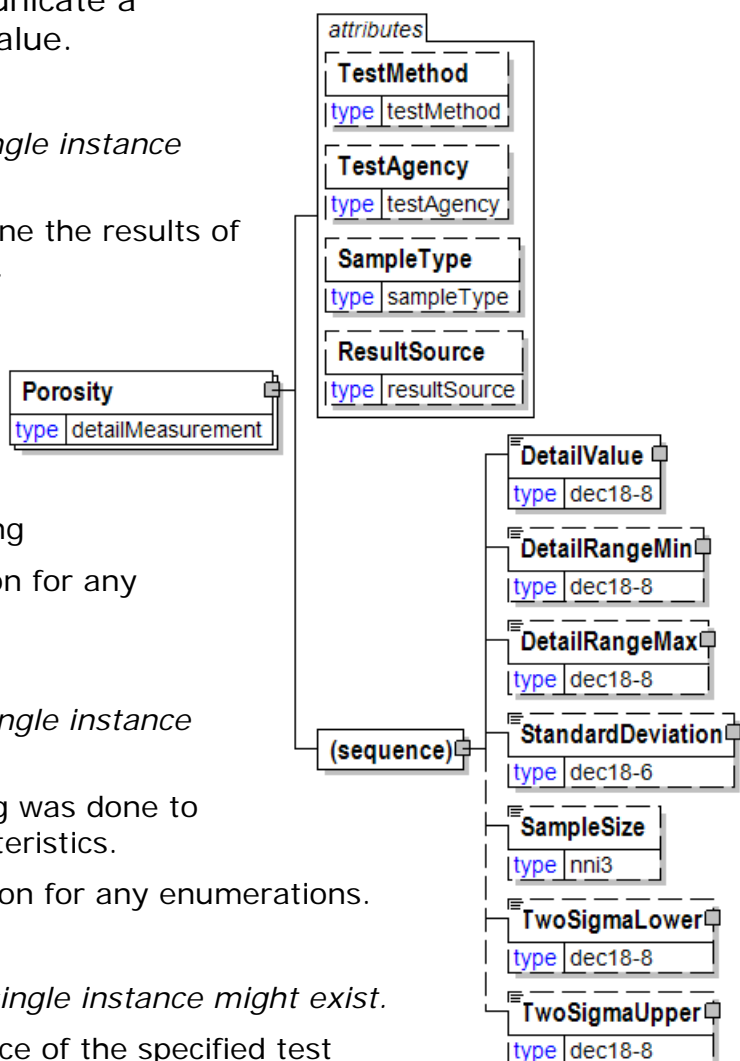 alue.
ngle instance
ne the results of
ng
on for any
ngle instance
g was done to
teristics.
on for any enumerations.
single instance might exist.
ce of the specified test
attributes
TestMethod
type testMethod
TestAgency
type testAgency
SampleType
type sampleType
ResultSource
type resultSource
Porosity
type detailMeasurement
(sequence)
DetailValue
type dec18-8
DetailRangeMin
type dec18-8
DetailRangeMax
type dec18-8
StandardDeviation
type dec18-6
SampleSize
type nni3
TwoSigmaLower
type dec18-8
TwoSigmaUpper
type dec18-8